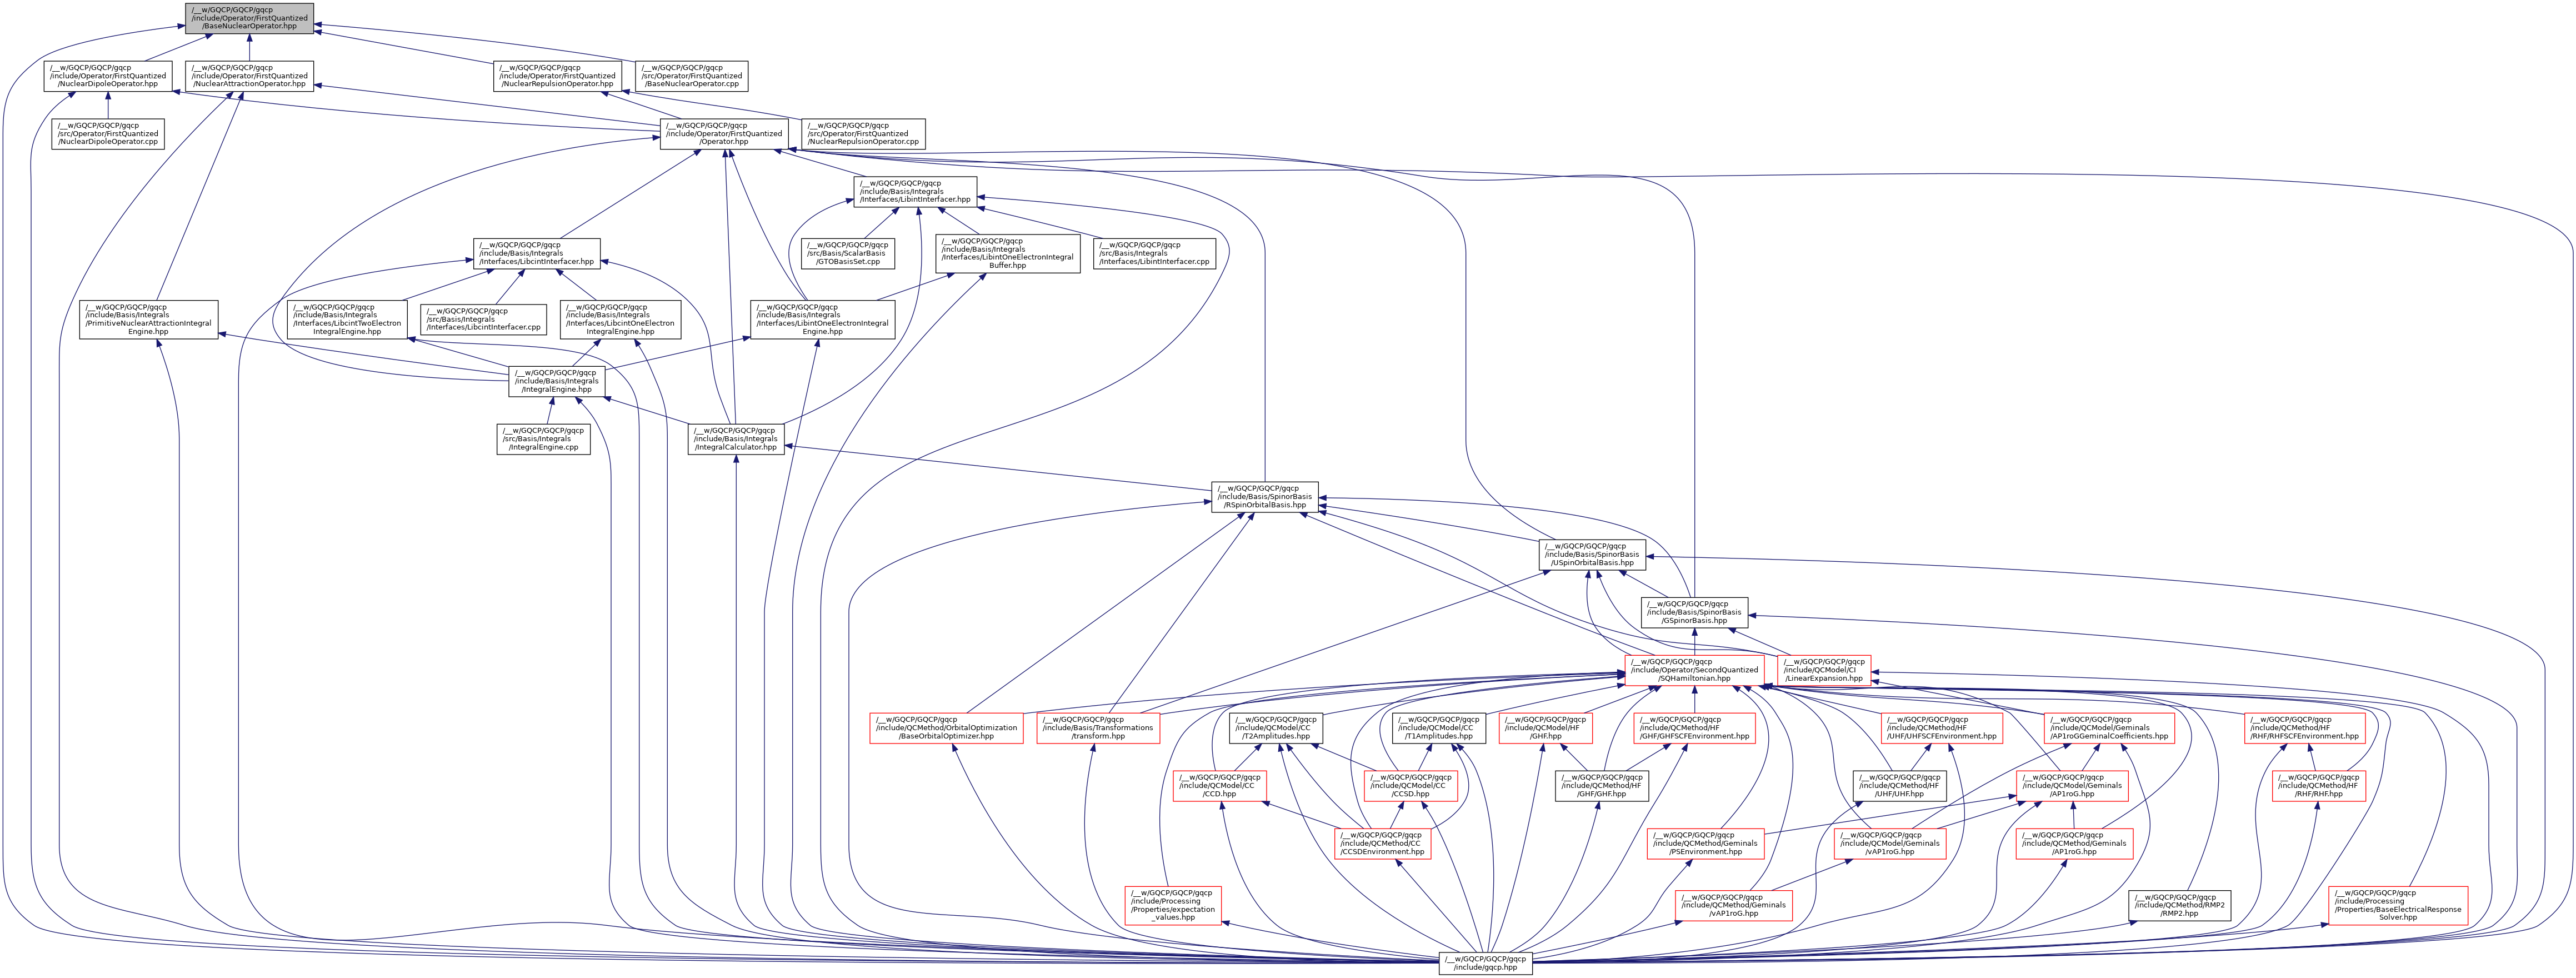 /__w/GQCP/GQCP/gqcp
/include/Operator/FirstQuantized
/BaseNuclearOperator.hpp
/__w/GQCP/GQCP/gqcp
/include/Operator/FirstQuantized
/NuclearDipoleOperator.hpp
/__w/GQCP/GQCP/gqcp
/include/Operator/FirstQuantized
/NuclearAttractionOperator.hpp
/__w/GQCP/GQCP/gqcp
/include/Operator/FirstQuantized
/NuclearRepulsionOperator.hpp
/__w/GQCP/GQCP/gqcp
/src/Operator/FirstQuantized
/BaseNuclearOperator.cpp
/__w/GQCP/GQCP/gqcp
/src/Operator/FirstQuantized
/NuclearDipoleOperator.cpp
/__w/GQCP/GQCP/gqcp
/include/Operator/FirstQuantized
/Operator.hpp
/__w/GQCP/GQCP/gqcp
/src/Operator/FirstQuantized
/NuclearRepulsionOperator.cpp
/__w/GQCP/GQCP/gqcp
/include/Basis/Integrals
/Interfaces/LibintInterfacer.hpp
/__w/GQCP/GQCP/gqcp
/include/Basis/Integrals
/Interfaces/LibcintInterfacer.hpp
/__w/GQCP/GQCP/gqcp
/src/Basis/ScalarBasis
/GTOBasisSet.cpp
/__w/GQCP/GQCP/gqcp
/include/Basis/Integrals
/Interfaces/LibintOneElectronIntegral
Buffer.hpp
/__w/GQCP/GQCP/gqcp
/src/Basis/Integrals
/Interfaces/LibintInterfacer.cpp
/__w/GQCP/GQCP/gqcp
/include/Basis/Integrals
/PrimitiveNuclearAttractionIntegral
Engine.hpp
/__w/GQCP/GQCP/gqcp
/include/Basis/Integrals
/Interfaces/LibcintTwoElectron
IntegralEngine.hpp
/__w/GQCP/GQCP/gqcp
/src/Basis/Integrals
/Interfaces/LibcintInterfacer.cpp
/__w/GQCP/GQCP/gqcp
/include/Basis/Integrals
/Interfaces/LibcintOneElectron
IntegralEngine.hpp
/__w/GQCP/GQCP/gqcp
/include/Basis/Integrals
/Interfaces/LibintOneElectronIntegral
Engine.hpp
/__w/GQCP/GQCP/gqcp
/include/Basis/Integrals
/IntegralEngine.hpp
/__w/GQCP/GQCP/gqcp
/src/Basis/Integrals
/IntegralEngine.cpp
/__w/GQCP/GQCP/gqcp
/include/Basis/Integrals
/IntegralCalculator.hpp
/__w/GQCP/GQCP/gqcp
/include/Basis/SpinorBasis
/RSpinOrbitalBasis.hpp
/__w/GQCP/GQCP/gqcp
/include/Basis/SpinorBasis
/USpinOrbitalBasis.hpp
/__w/GQCP/GQCP/gqcp
/include/Basis/SpinorBasis
/GSpinorBasis.hpp
/__w/GQCP/GQCP/gqcp
/include/Operator/SecondQuantized
/SQHamiltonian.hpp
/__w/GQCP/GQCP/gqcp
/include/QCModel/CI
/LinearExpansion.hpp
/__w/GQCP/GQCP/gqcp
/include/QCMethod/OrbitalOptimization
/BaseOrbitalOptimizer.hpp
/__w/GQCP/GQCP/gqcp
/include/Basis/Transformations
/transform.hpp
/__w/GQCP/GQCP/gqcp
/include/QCModel/CC
/T2Amplitudes.hpp
/__w/GQCP/GQCP/gqcp
/include/QCModel/CC
/T1Amplitudes.hpp
/__w/GQCP/GQCP/gqcp
/include/QCModel/HF
/GHF.hpp
/__w/GQCP/GQCP/gqcp
/include/QCMethod/HF
/GHF/GHFSCFEnvironment.hpp
/__w/GQCP/GQCP/gqcp
/include/QCMethod/HF
/UHF/UHFSCFEnvironment.hpp
/__w/GQCP/GQCP/gqcp
/include/QCModel/Geminals
/AP1roGGeminalCoefficients.hpp
/__w/GQCP/GQCP/gqcp
/include/QCMethod/HF
/RHF/RHFSCFEnvironment.hpp
/__w/GQCP/GQCP/gqcp
/include/QCModel/CC
/CCD.hpp
/__w/GQCP/GQCP/gqcp
/include/QCModel/CC
/CCSD.hpp
/__w/GQCP/GQCP/gqcp
/include/QCMethod/HF
/GHF/GHF.hpp
/__w/GQCP/GQCP/gqcp
/include/QCMethod/HF
/UHF/UHF.hpp
/__w/GQCP/GQCP/gqcp
/include/QCModel/Geminals
/AP1roG.hpp
/__w/GQCP/GQCP/gqcp
/include/QCMethod/HF
/RHF/RHF.hpp
/__w/GQCP/GQCP/gqcp
/include/QCMethod/CC
/CCSDEnvironment.hpp
/__w/GQCP/GQCP/gqcp
/include/QCMethod/Geminals
/PSEnvironment.hpp
/__w/GQCP/GQCP/gqcp
/include/QCModel/Geminals
/vAP1roG.hpp
/__w/GQCP/GQCP/gqcp
/include/QCMethod/Geminals
/AP1roG.hpp
/__w/GQCP/GQCP/gqcp
/include/Processing
/Properties/expectation
_values.hpp
/__w/GQCP/GQCP/gqcp
/include/QCMethod/Geminals
/vAP1roG.hpp
/__w/GQCP/GQCP/gqcp
/include/QCMethod/RMP2
/RMP2.hpp
/__w/GQCP/GQCP/gqcp
/include/Processing
/Properties/BaseElectricalResponse
Solver.hpp
/__w/GQCP/GQCP/gqcp
/include/gqcp.hpp